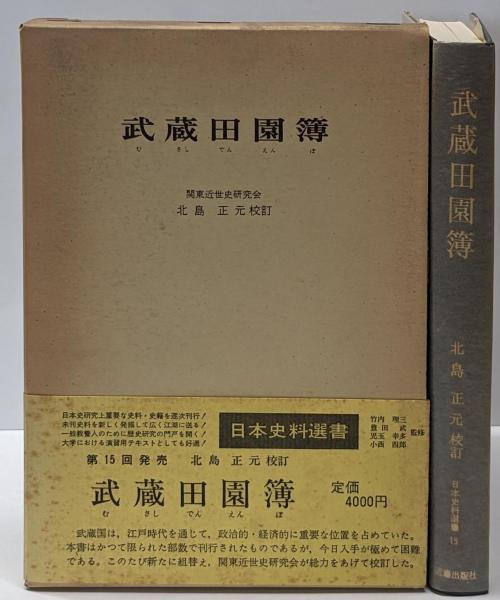 武蔵田園簿
むさしでんえんぼ
関東近世史研究会
北島 正元校訂
日本史研究上重要な史料・史籍を逐次刊行!
未刊史料を新しく発掘して広く江湖に送る!
一般教養人のために歴史研究の門戸を開く!
大学における演習用テキストとしても好適!
日本史料選書
竹内 理三
豊田 武
児玉 幸多
小西 四郎
監修
第15回発売 北島 正元校訂
武蔵田園簿
むさしでんえんぼ
定価
4000円
武蔵国は,江戸時代を通じて,政治的・経済的に重要な位置を占めていた。
本書はかつて限られた部数で刊行されたものであるが,今日入手が極めて困難
である。このたび新たに組替え,関東近世史研究会が総力をあげて校訂した。
武蔵田園簿
北島 正元 校訂
日本史料選書
15
近藤出版社